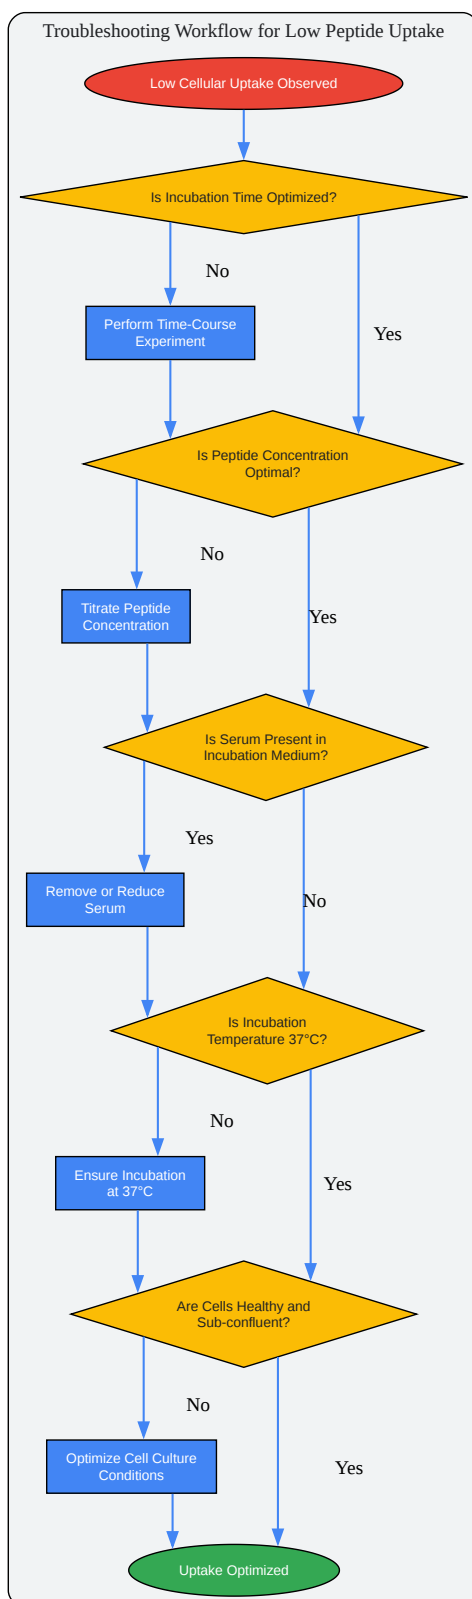 Troubleshooting Workflow for Low Peptide Uptake
Low Cellular Uptake Observed
Is Incubation Time Optimized?
No
Perform Time-Course
Experiment
Yes
Is Peptide Concentration
Optimal?
No
Titrate Peptide
Concentration
Yes
Is Serum Present in
Incubation Medium?
Yes
Remove or Reduce
Serum
No
Is Incubation
Temperature 37°C?
No
Ensure Incubation
at 37°C
Yes
Are Cells Healthy and
Sub-confluent?
No
Optimize Cell Culture
Conditions
Yes
Uptake Optimized